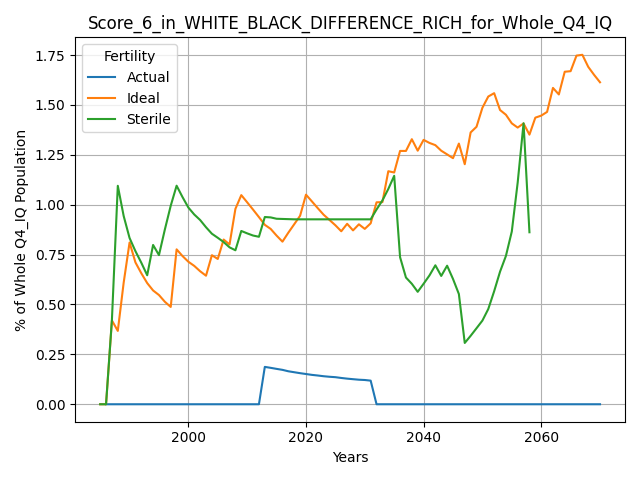 Score_6_in_WHITE_BLACK_DIFFERENCE_RICH_for_Whole_Q4_IQ
Fertility
Actual
Ideal
Sterile
% of Whole Q4_IQ Population
1.75
1.50
1.25
1.00
0.75
0.50
0.25
0.00
2000 2020 2040 2060
Years